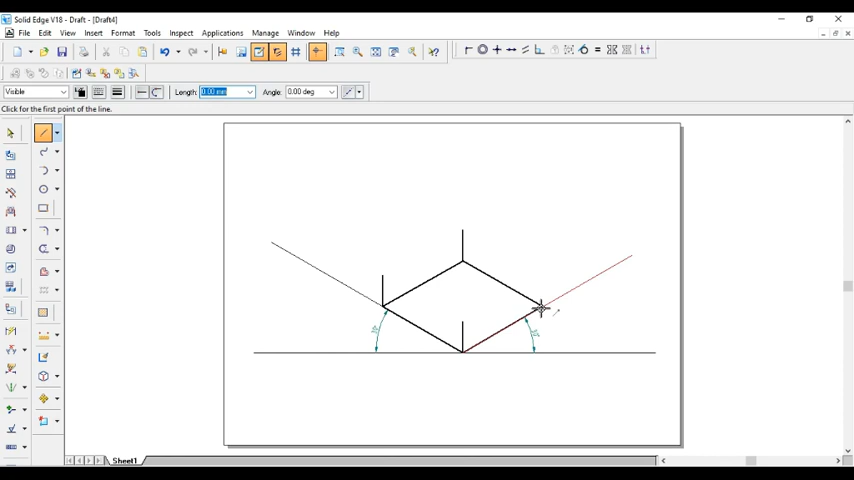 Solid Edge V18 - Draft - [Draft4]
File Edit View Insert Format Tools Inspect Applications Manage Window Help
Visible Length: 0.00 mm Angle: 0.00 deg
Click for the first point of the line.
Sheet1